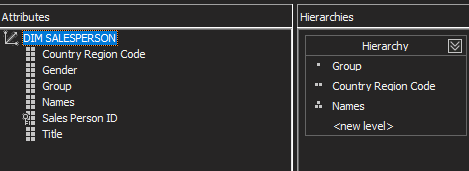 Attributes
DIM SALESPERSON
Country Region Code
Gender
Group
Names
Sales Person ID
Title
Hierarchies
Hierarchy
Group
Country Region Code
Names
<new level>